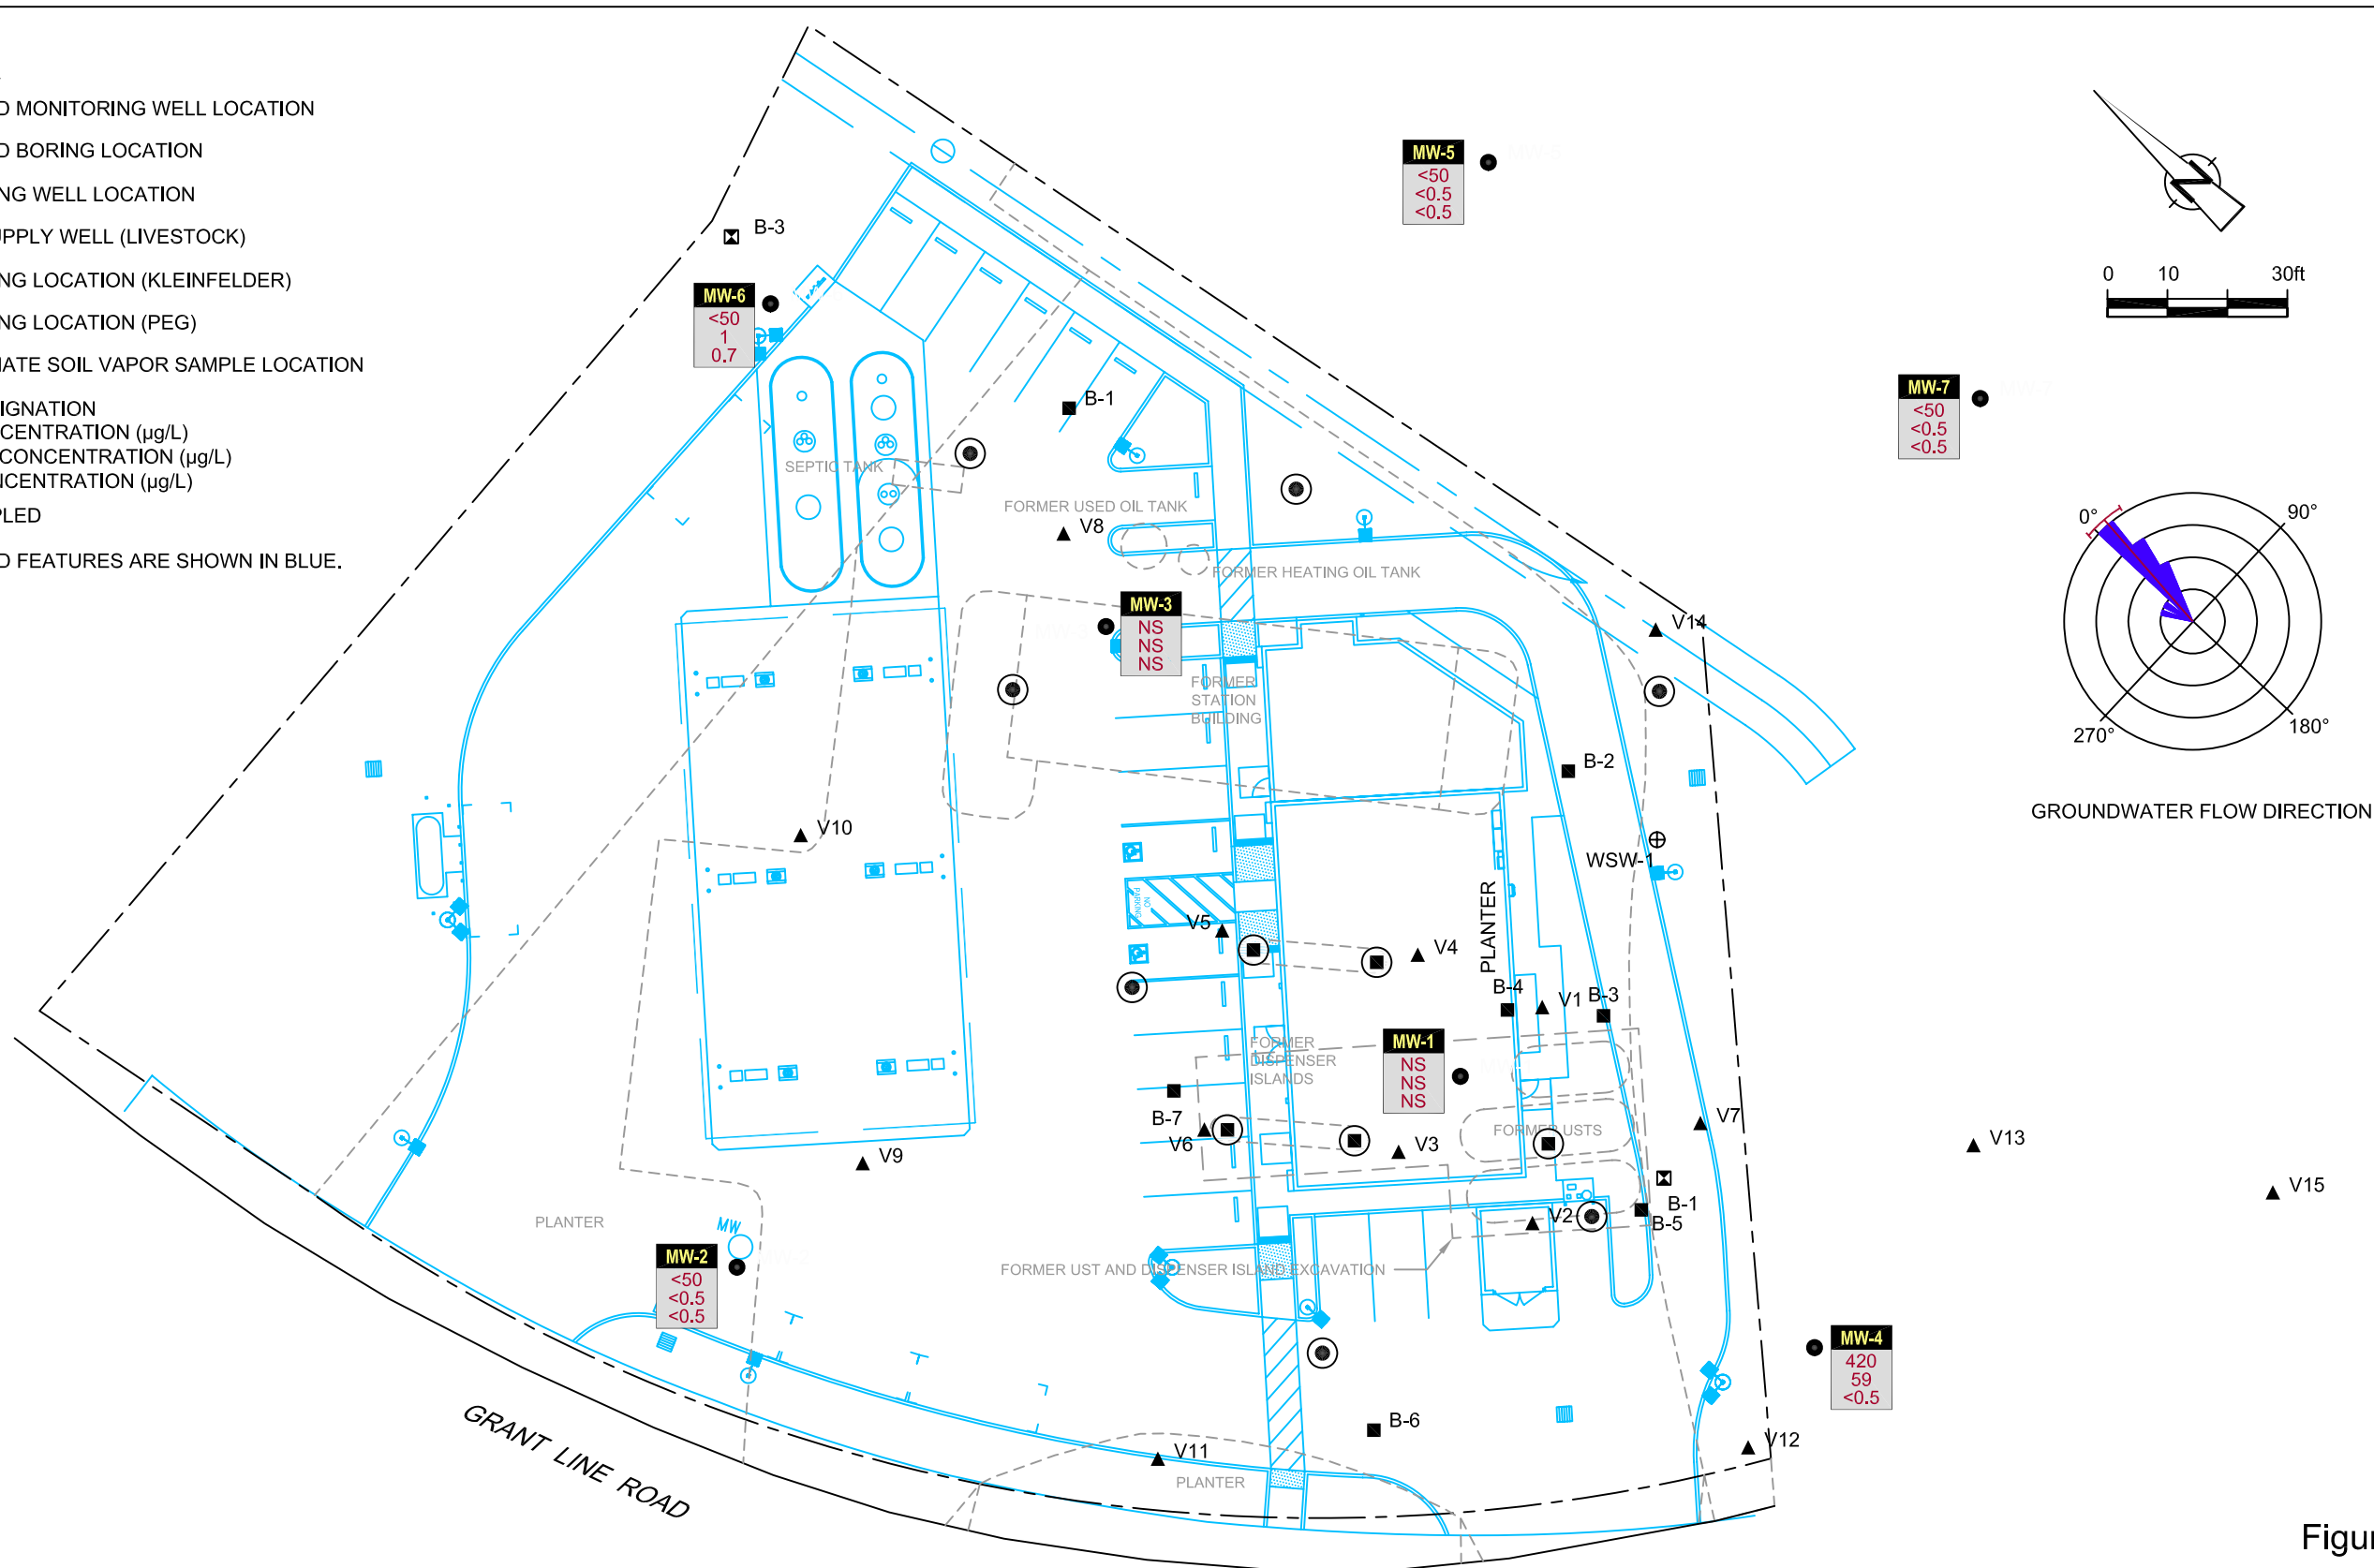 D MONITORING WELL LOCATION
D BORING LOCATION
NG WELL LOCATION
UPPLY WELL (LIVESTOCK)
NG LOCATION (KLEINFELDER)
NG LOCATION (PEG)
MATE SOIL VAPOR SAMPLE LOCATION
IGNATION
CENTRATION (µg/L)
CONCENTRATION (µg/L)
NCENTRATION (µg/L)
PLED
D FEATURES ARE SHOWN IN BLUE.
MW-5
<50
<0.5
<0.5
B-3
MW-6
<50
1
0.7
0 10 30ft
MW-7
<50
<0.5
<0.5
B-1
SEPTIC TANK
FORMER USED OIL TANK
V8
FORMER HEATING OIL TANK
0°
90°
180°
270°
GROUNDWATER FLOW DIRECTION
MW-3
NS
NS
NS
V14
FORMER
STATION
BUILDING
B-2
V10
WSW-1
NO
PARKING
PLANTER
V5
V4
B-4
V1
B-3
FORMER
DISPENSER
ISLANDS
MW-1
NS
NS
NS
B-7
V6
V3
FORMER USTS
V7
V13
V15
V9
B-1
B-5
V2
PLANTER
MW
MW-2
<50
<0.5
<0.5
FORMER UST AND DISPENSER ISLAND EXCAVATION
MW-4
420
59
<0.5
B-6
V12
V11
PLANTER
GRANT LINE ROAD
Figur